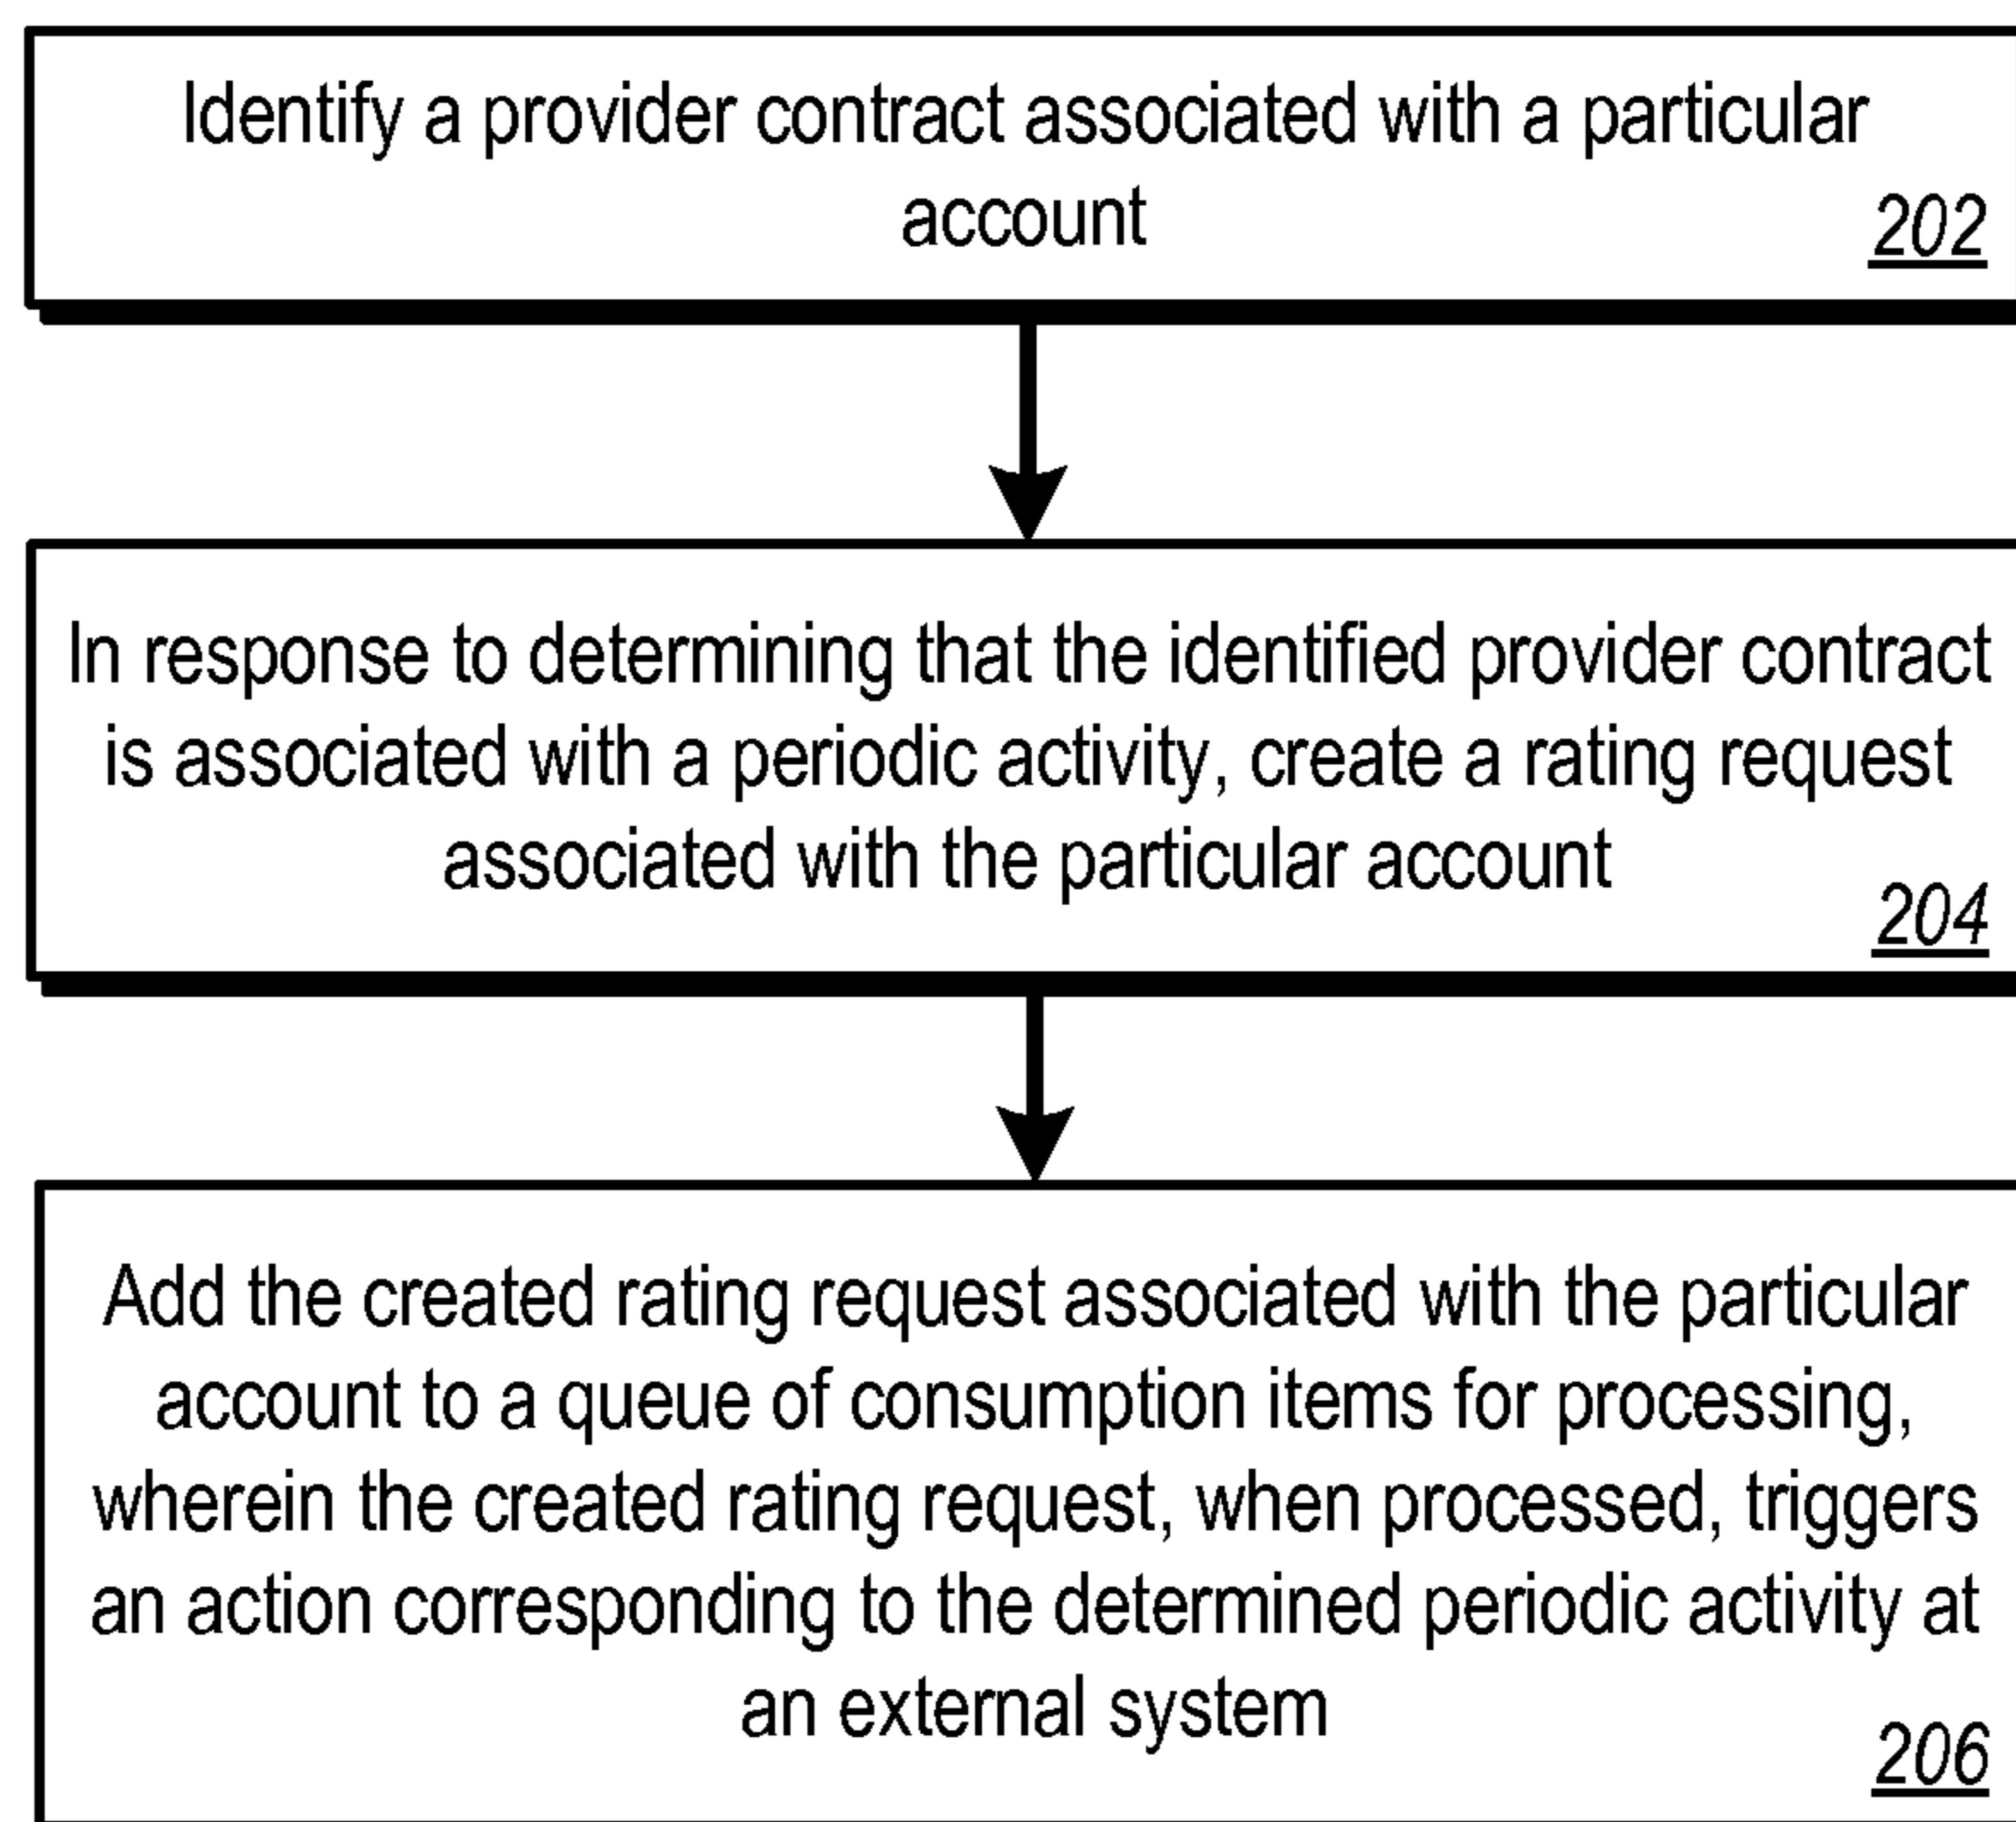 Identify a provider contract associated with a particular
account
202
In response to determining that the identified provider contract
is associated with a periodic activity, create a rating request
associated with the particular account
204
Add the created rating request associated with the particular
account to a queue of consumption items for processing,
wherein the created rating request, when processed, triggers
an action corresponding to the determined periodic activity at
an external system
206